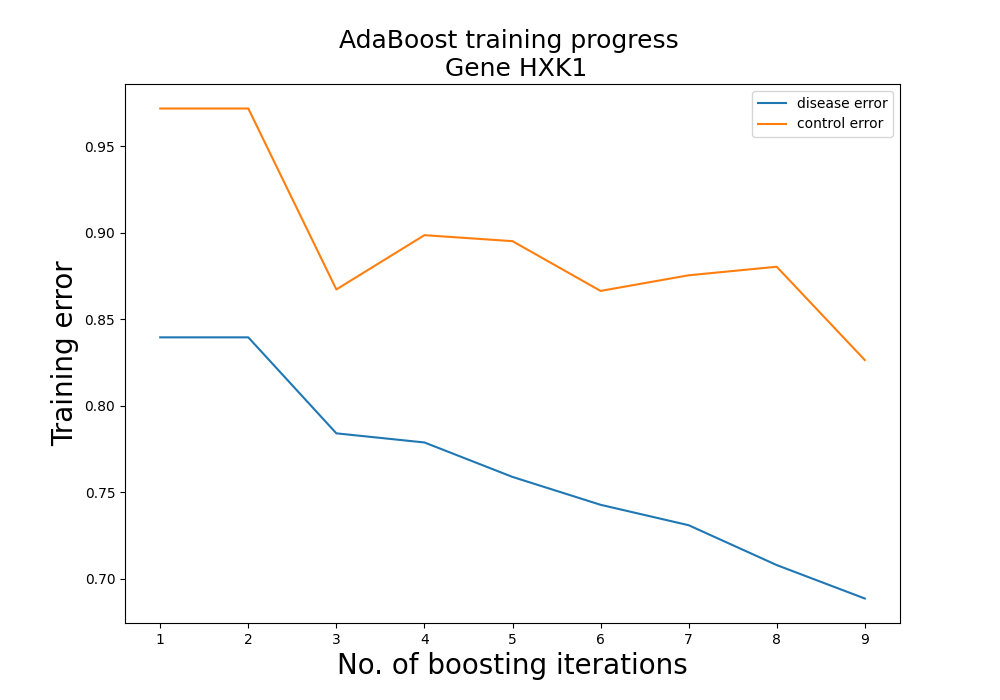 AdaBoost training progress
Gene HXK1
disease error
control error
Training error
0.95
0.90
0.85
0.80
0.75
0.70
1 2 3 4 5 6 7 8 9
No. of boosting iterations